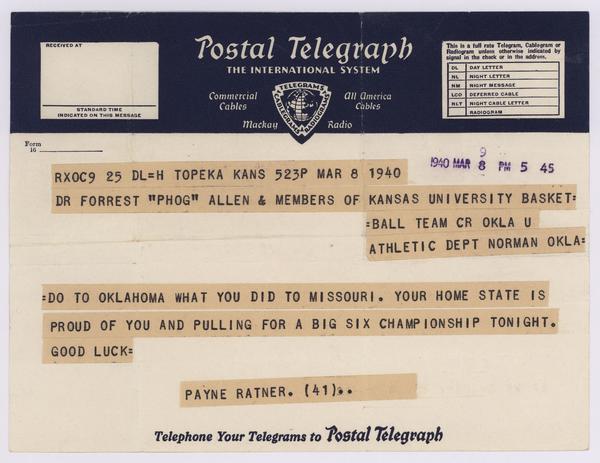 RECEIVED AT
STANDARD TIME
INDICATED ON THIS MESSAGE
Postal Telegraph
THE INTERNATIONAL SYSTEM
Commercial Cables
All America Cables
TELEGRAMS
CABLEGRAMS
RADIOGRAMS
Mackay Radio
This is a full rate Telegram, Cablegram or
Radiogram unless otherwise indicated by
signal in the check or in the address.
DL DAY LETTER
NL NIGHT LETTER
NM NIGHT MESSAGE
LCO DEFERRED CABLE
NLT NIGHT CABLE LETTER
RADIOGRAM
Form
16
9
1940 MAR 8 PM 5 45
RXOC9 25 DL=H TOPEKA KANS 523P MAR 8 1940
DR FORREST "PHOG" ALLEN & MEMBERS OF KANSAS UNIVERSITY BASKET=
=BALL TEAM CR OKLA U
ATHLETIC DEPT NORMAN OKLA=
=DO TO OKLAHOMA WHAT YOU DID TO MISSOURI. YOUR HOME STATE IS
PROUD OF YOU AND PULLING FOR A BIG SIX CHAMPIONSHIP TONIGHT.
GOOD LUCK=
PAYNE RATNER. (41)..
Telephone Your Telegrams to Postal Telegraph